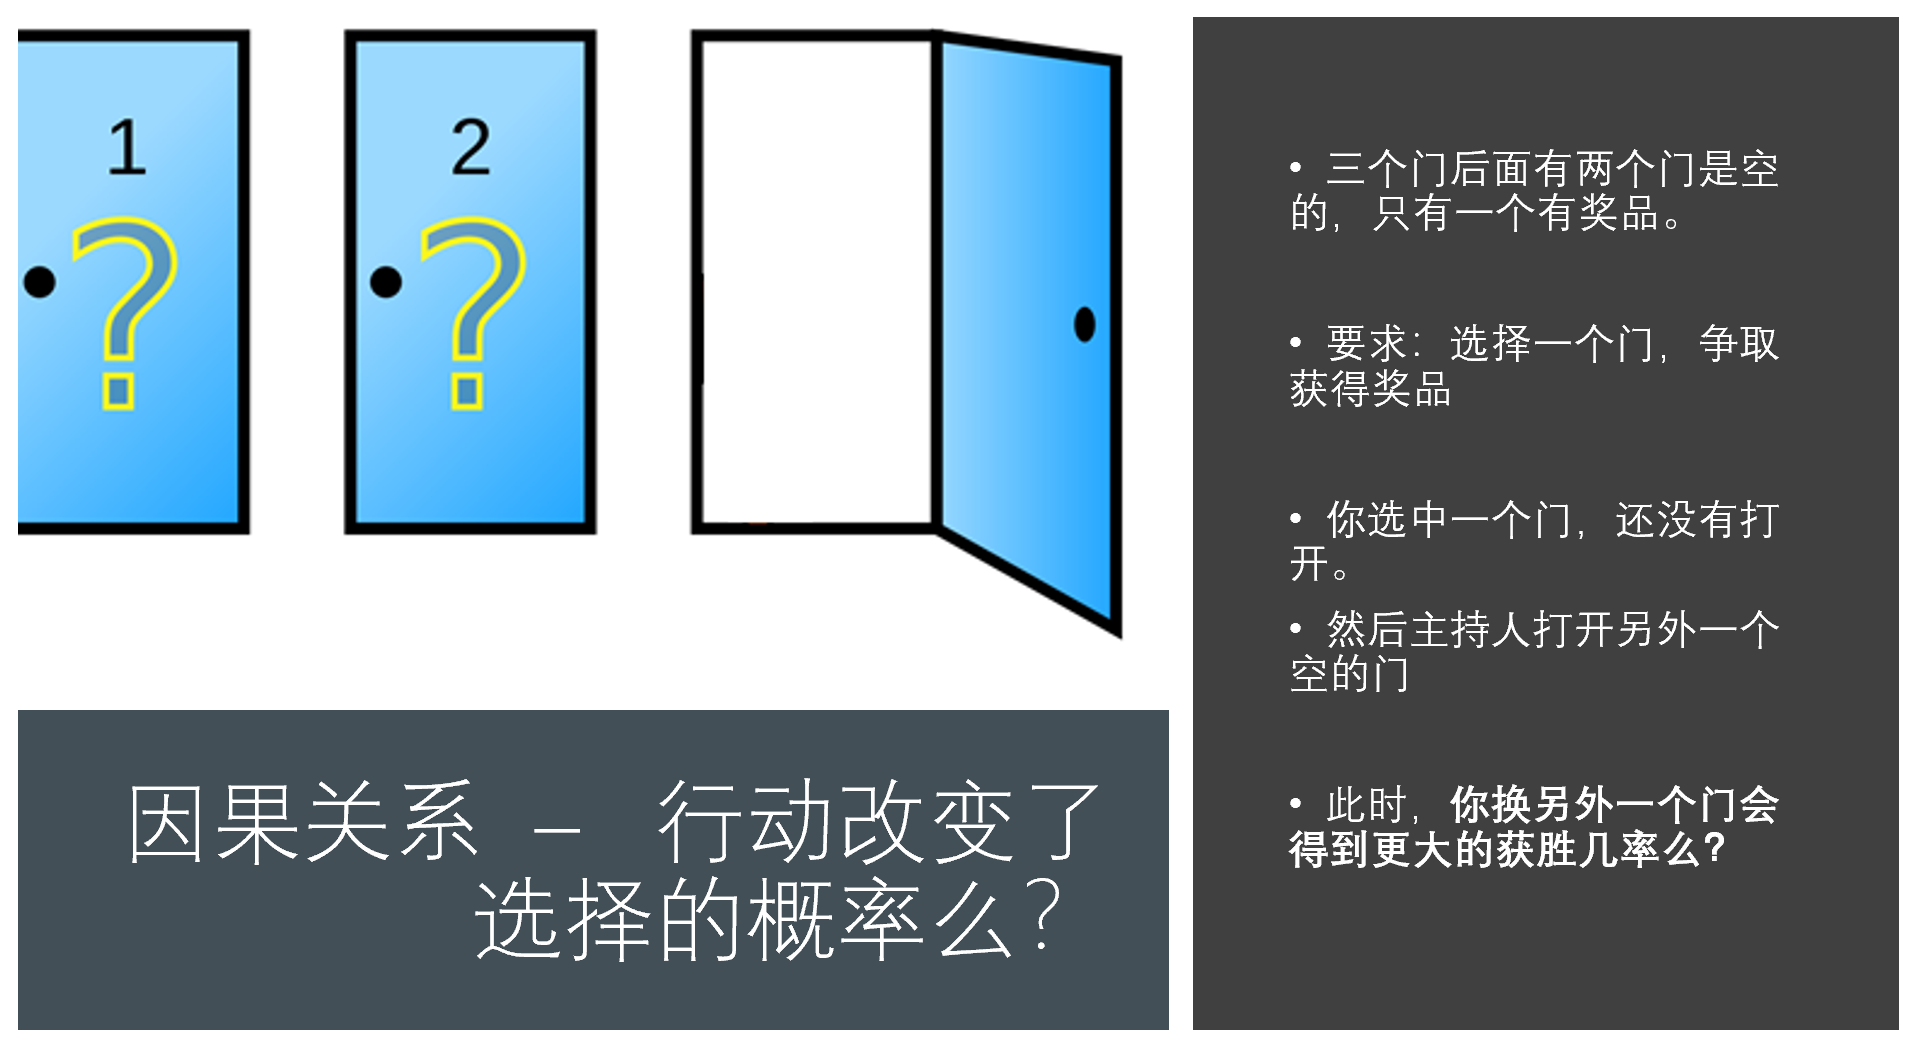 1
2
?
?
因果关系 – 行动改变了
选择的概率么？
• 三个门后面有两个门是空
的，只有一个有奖品。
• 要求：选择一个门，争取
获得奖品
• 你选中一个门，还没有打
开。
• 然后主持人打开另外一个
空的门
• 此时，你换另外一个门会
得到更大的获胜几率么？